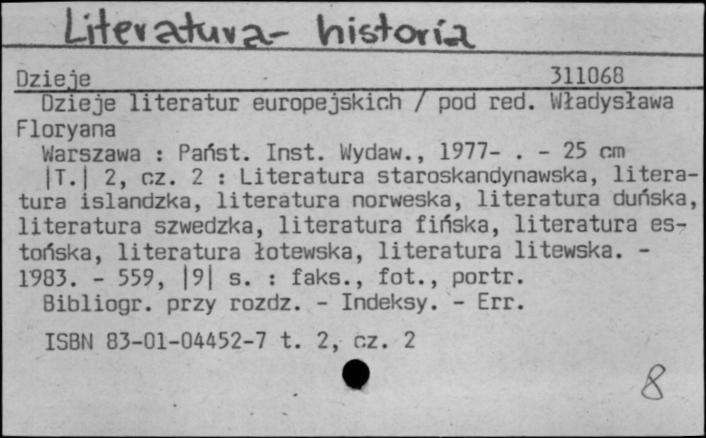 Literatura- historia
Dzieje 311068
Dzieje literatur europejskich / pod red. Władysława
Floryana
Warszawa : Państ. Inst. Wydaw., 1977- . - 25 cm
|T.| 2, cz. 2 : Literatura staroskandynawska, litera-
tura islandzka, literatura norweska, literatura duńska,
literatura szwedzka, literatura fińska, literatura es-
tońska, literatura łotewska, literatura litewska. -
1983. - 559, |9| s. : faks., fot., portr.
Bibliogr. przy rozdz. - Indeksy. - Err.
ISBN 83-01-04452-7 t. 2, cz. 2
8